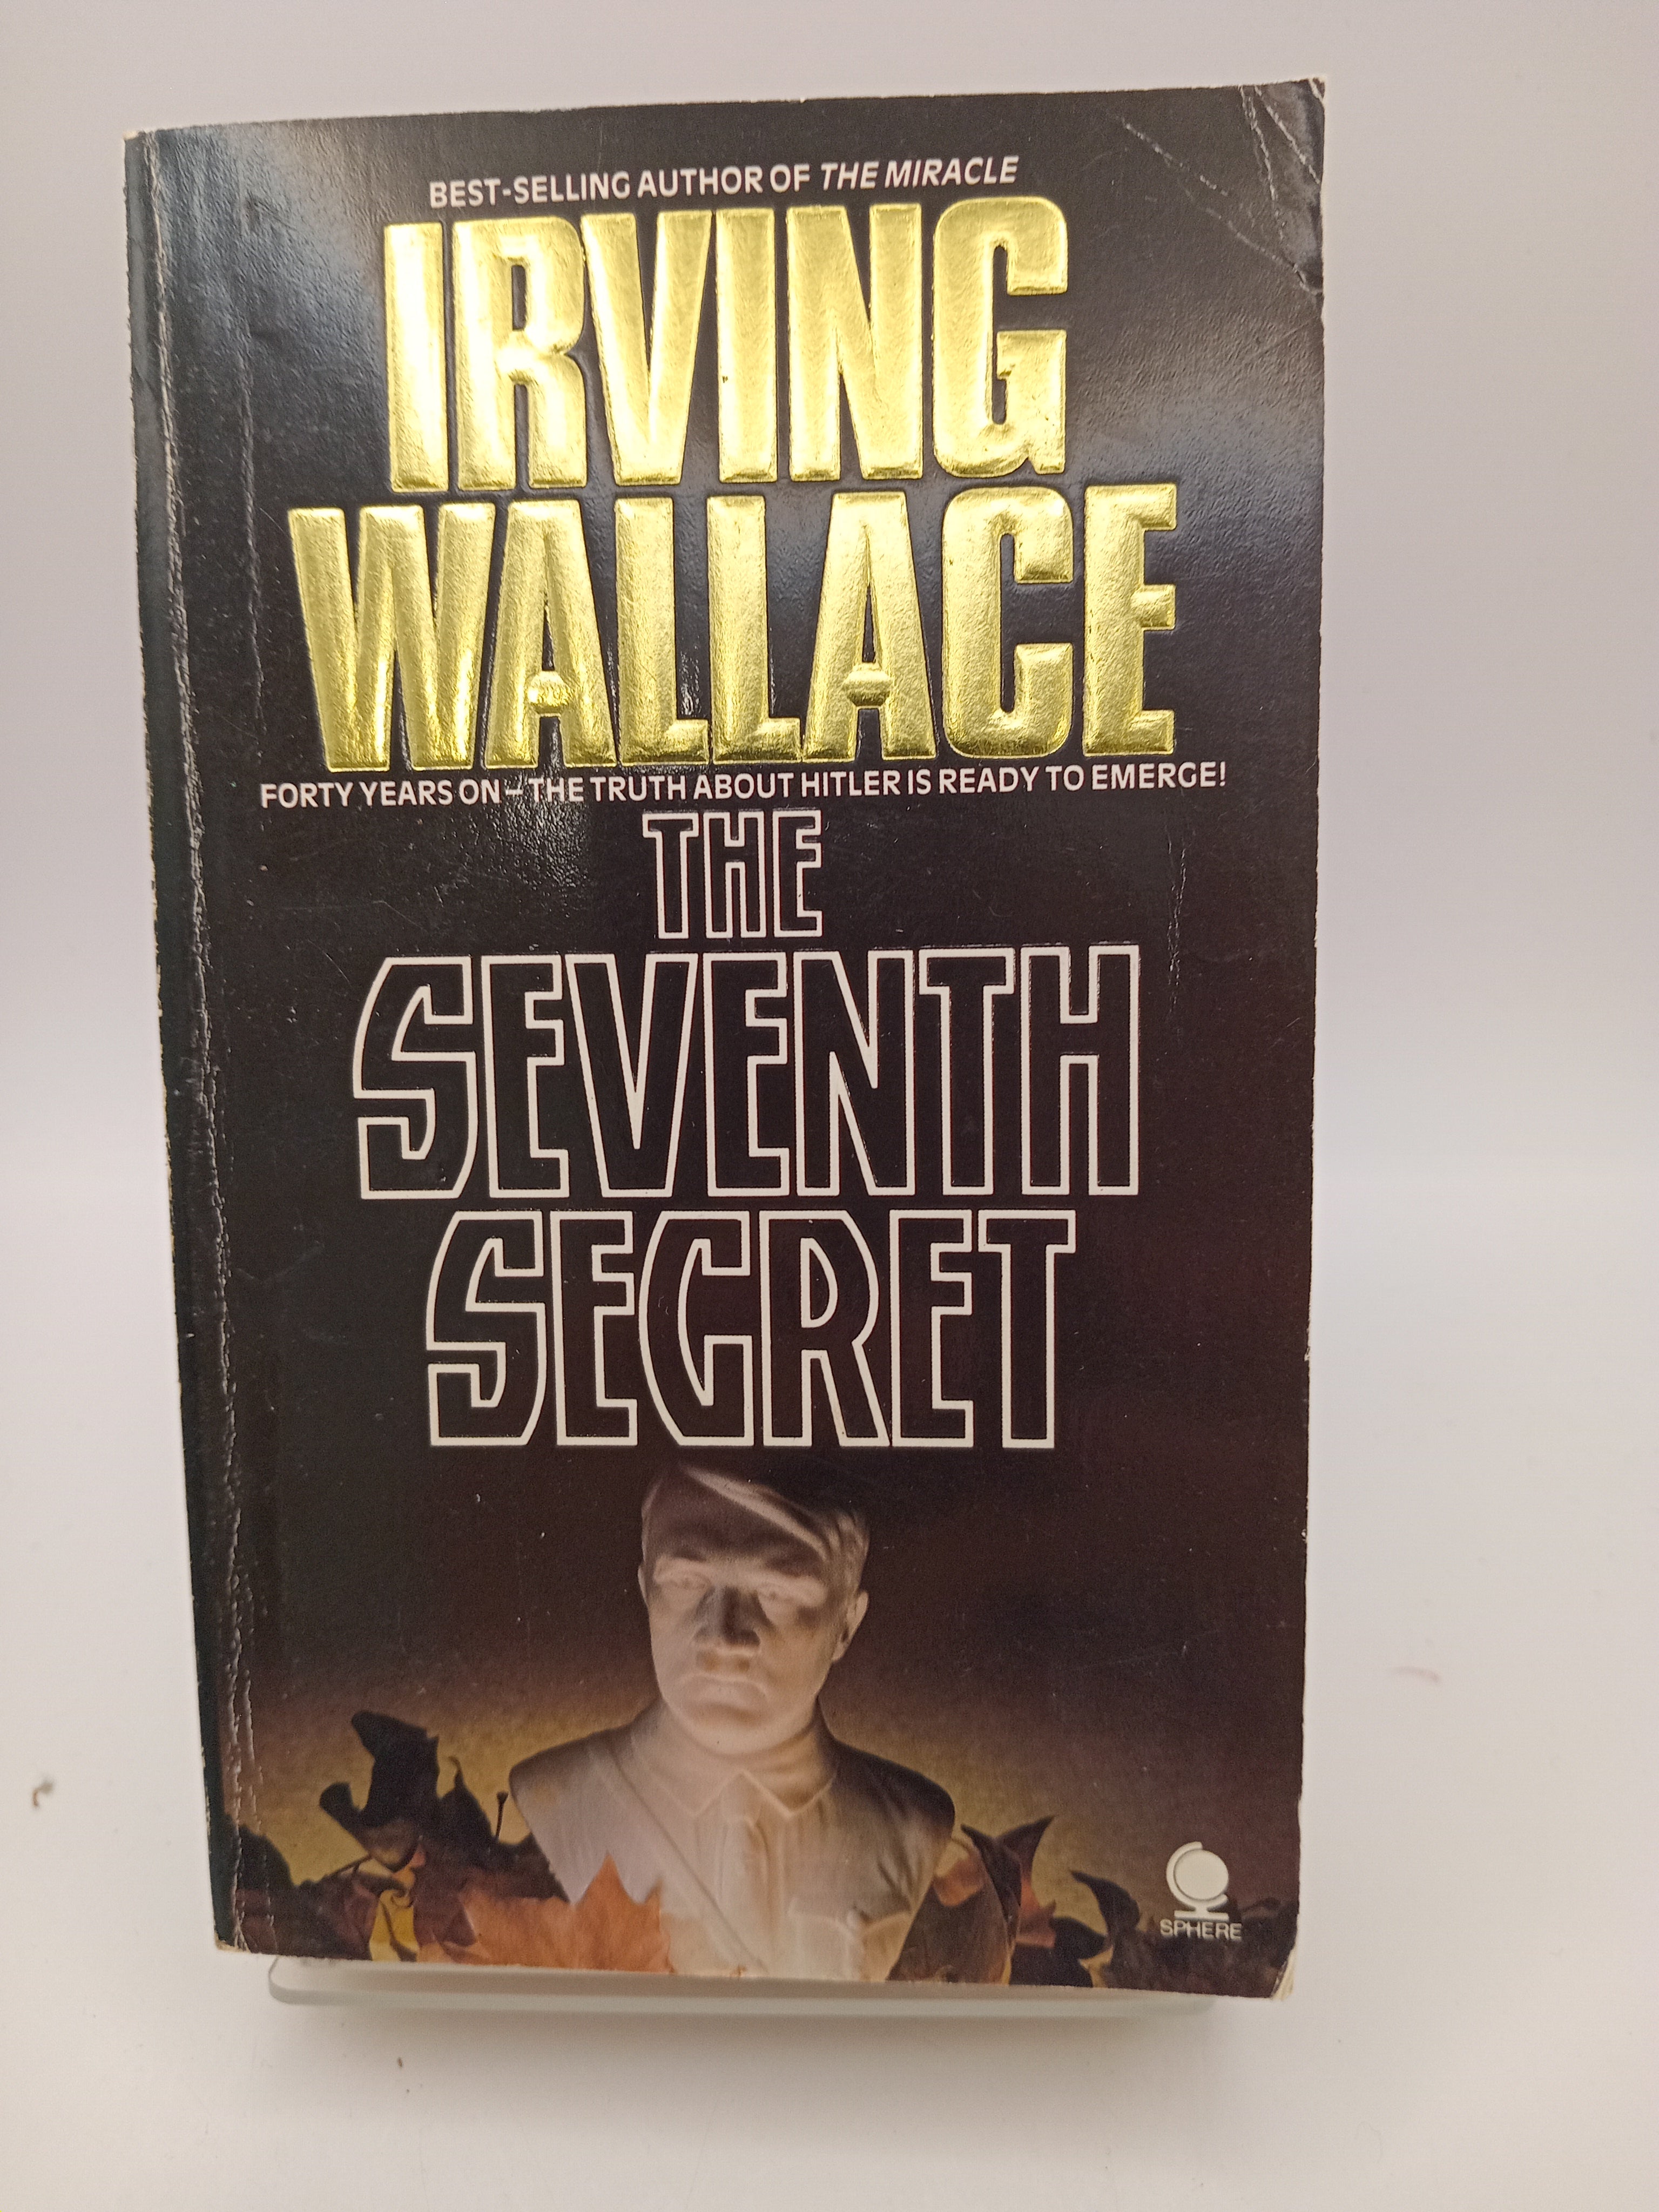 BEST-SELLING AUTHOR OF THE MIRACLE
IRVING
WALLACE
FORTY YEARS ON – THE TRUTH ABOUT HITLER IS READY TO EMERGE!
THE
SEVENTH
SECRET
SPHERE